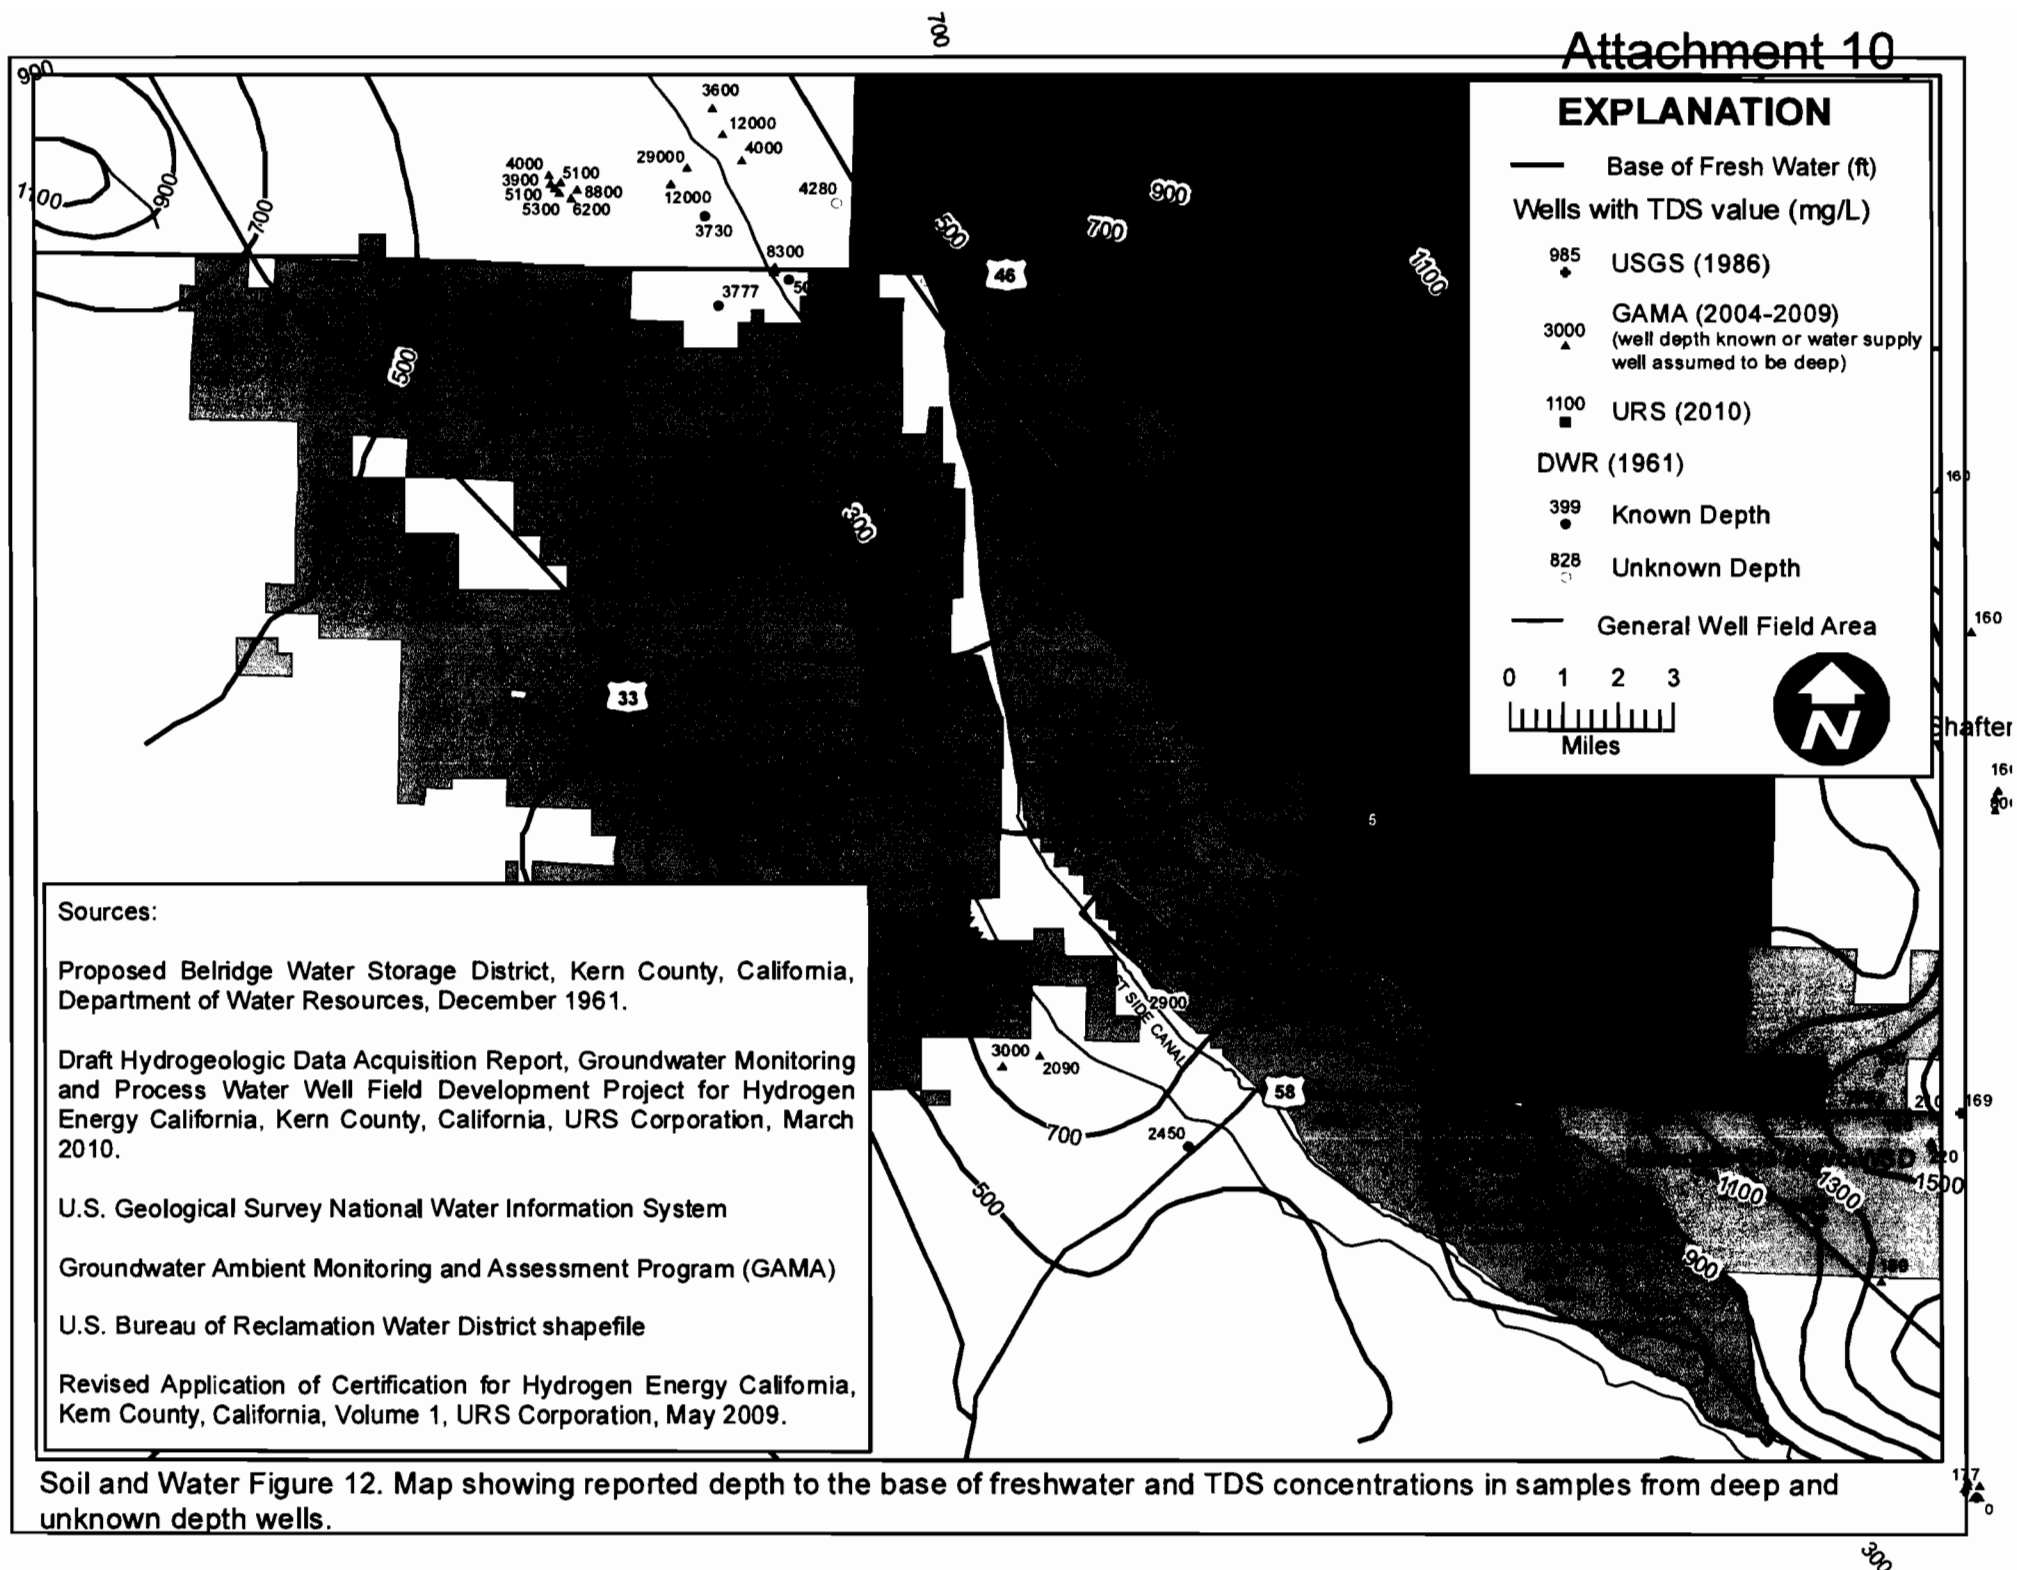 700
Attachment 10
900
EXPLANATION
Base of Fresh Water (ft)
Wells with TDS value (mg/L)
985
USGS (1986)
GAMA (2004-2009)
3000
(well depth known or water supply
well assumed to be deep)
1100
URS (2010)
DWR (1961)
399
Known Depth
828
Unknown Depth
General Well Field Area
0 1 2 3
Miles
N
3600
12000
4000
29000
12000
3730
4280
4000
5100
3900
5100
8800
5300
6200
1100
900
700
8300
50
3777
500
700
900
1100
46
500
300
33
160
160
Shafter
5
2900
T SIDE CANAL
3000
2090
58
700
2450
500
210
169
20
1100
1300
1500
900
Sources:
Proposed Belridge Water Storage District, Kern County, California,
Department of Water Resources, December 1961.
Draft Hydrogeologic Data Acquisition Report, Groundwater Monitoring
and Process Water Well Field Development Project for Hydrogen
Energy California, Kern County, California, URS Corporation, March
2010.
U.S. Geological Survey National Water Information System
Groundwater Ambient Monitoring and Assessment Program (GAMA)
U.S. Bureau of Reclamation Water District shapefile
Revised Application of Certification for Hydrogen Energy California,
Kern County, California, Volume 1, URS Corporation, May 2009.
Soil and Water Figure 12. Map showing reported depth to the base of freshwater and TDS concentrations in samples from deep and
unknown depth wells.
177
0
300